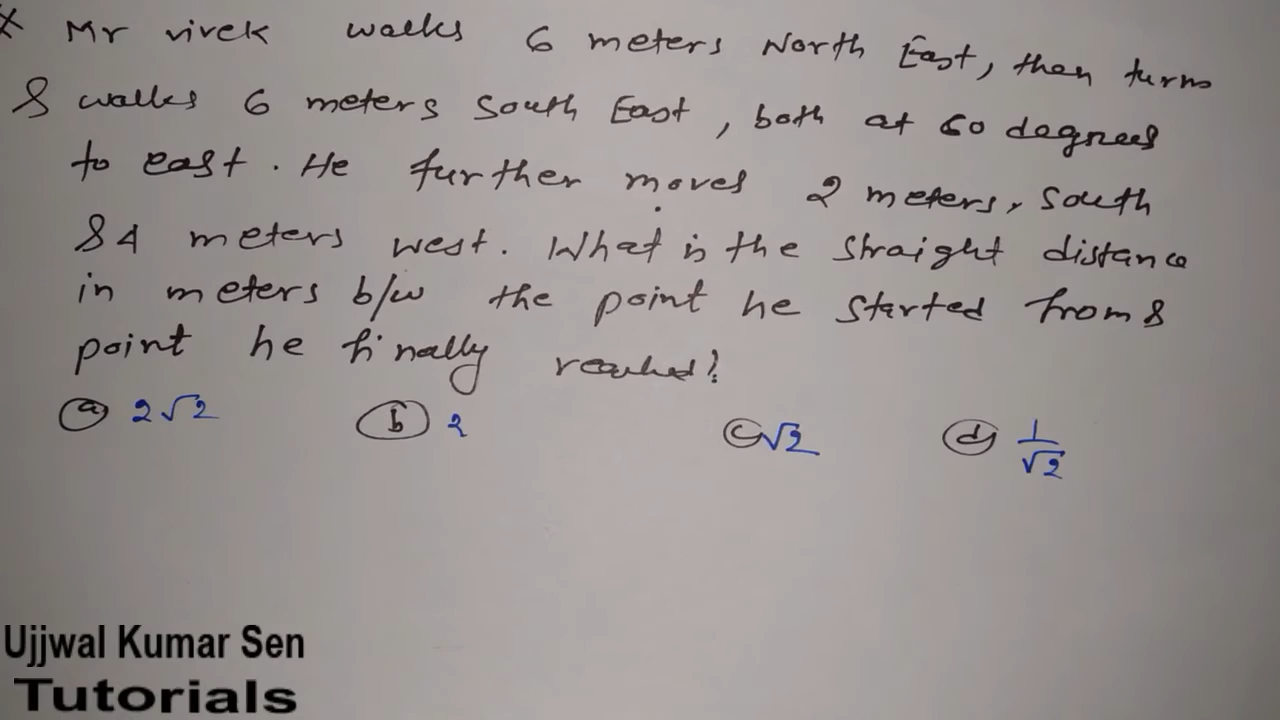 * Mr vivek walks 6 meters North East, then turns
& walks 6 meters South East, both at 60 degrees
to east. He further moves 2 meters, South
& 4 meters west. What is the straight distance
in meters b/w the point he started from &
point he finally reached?
(a) 2√2 (b) 2 (c) √2 (d) 1/√2
Ujjwal Kumar Sen
Tutorials